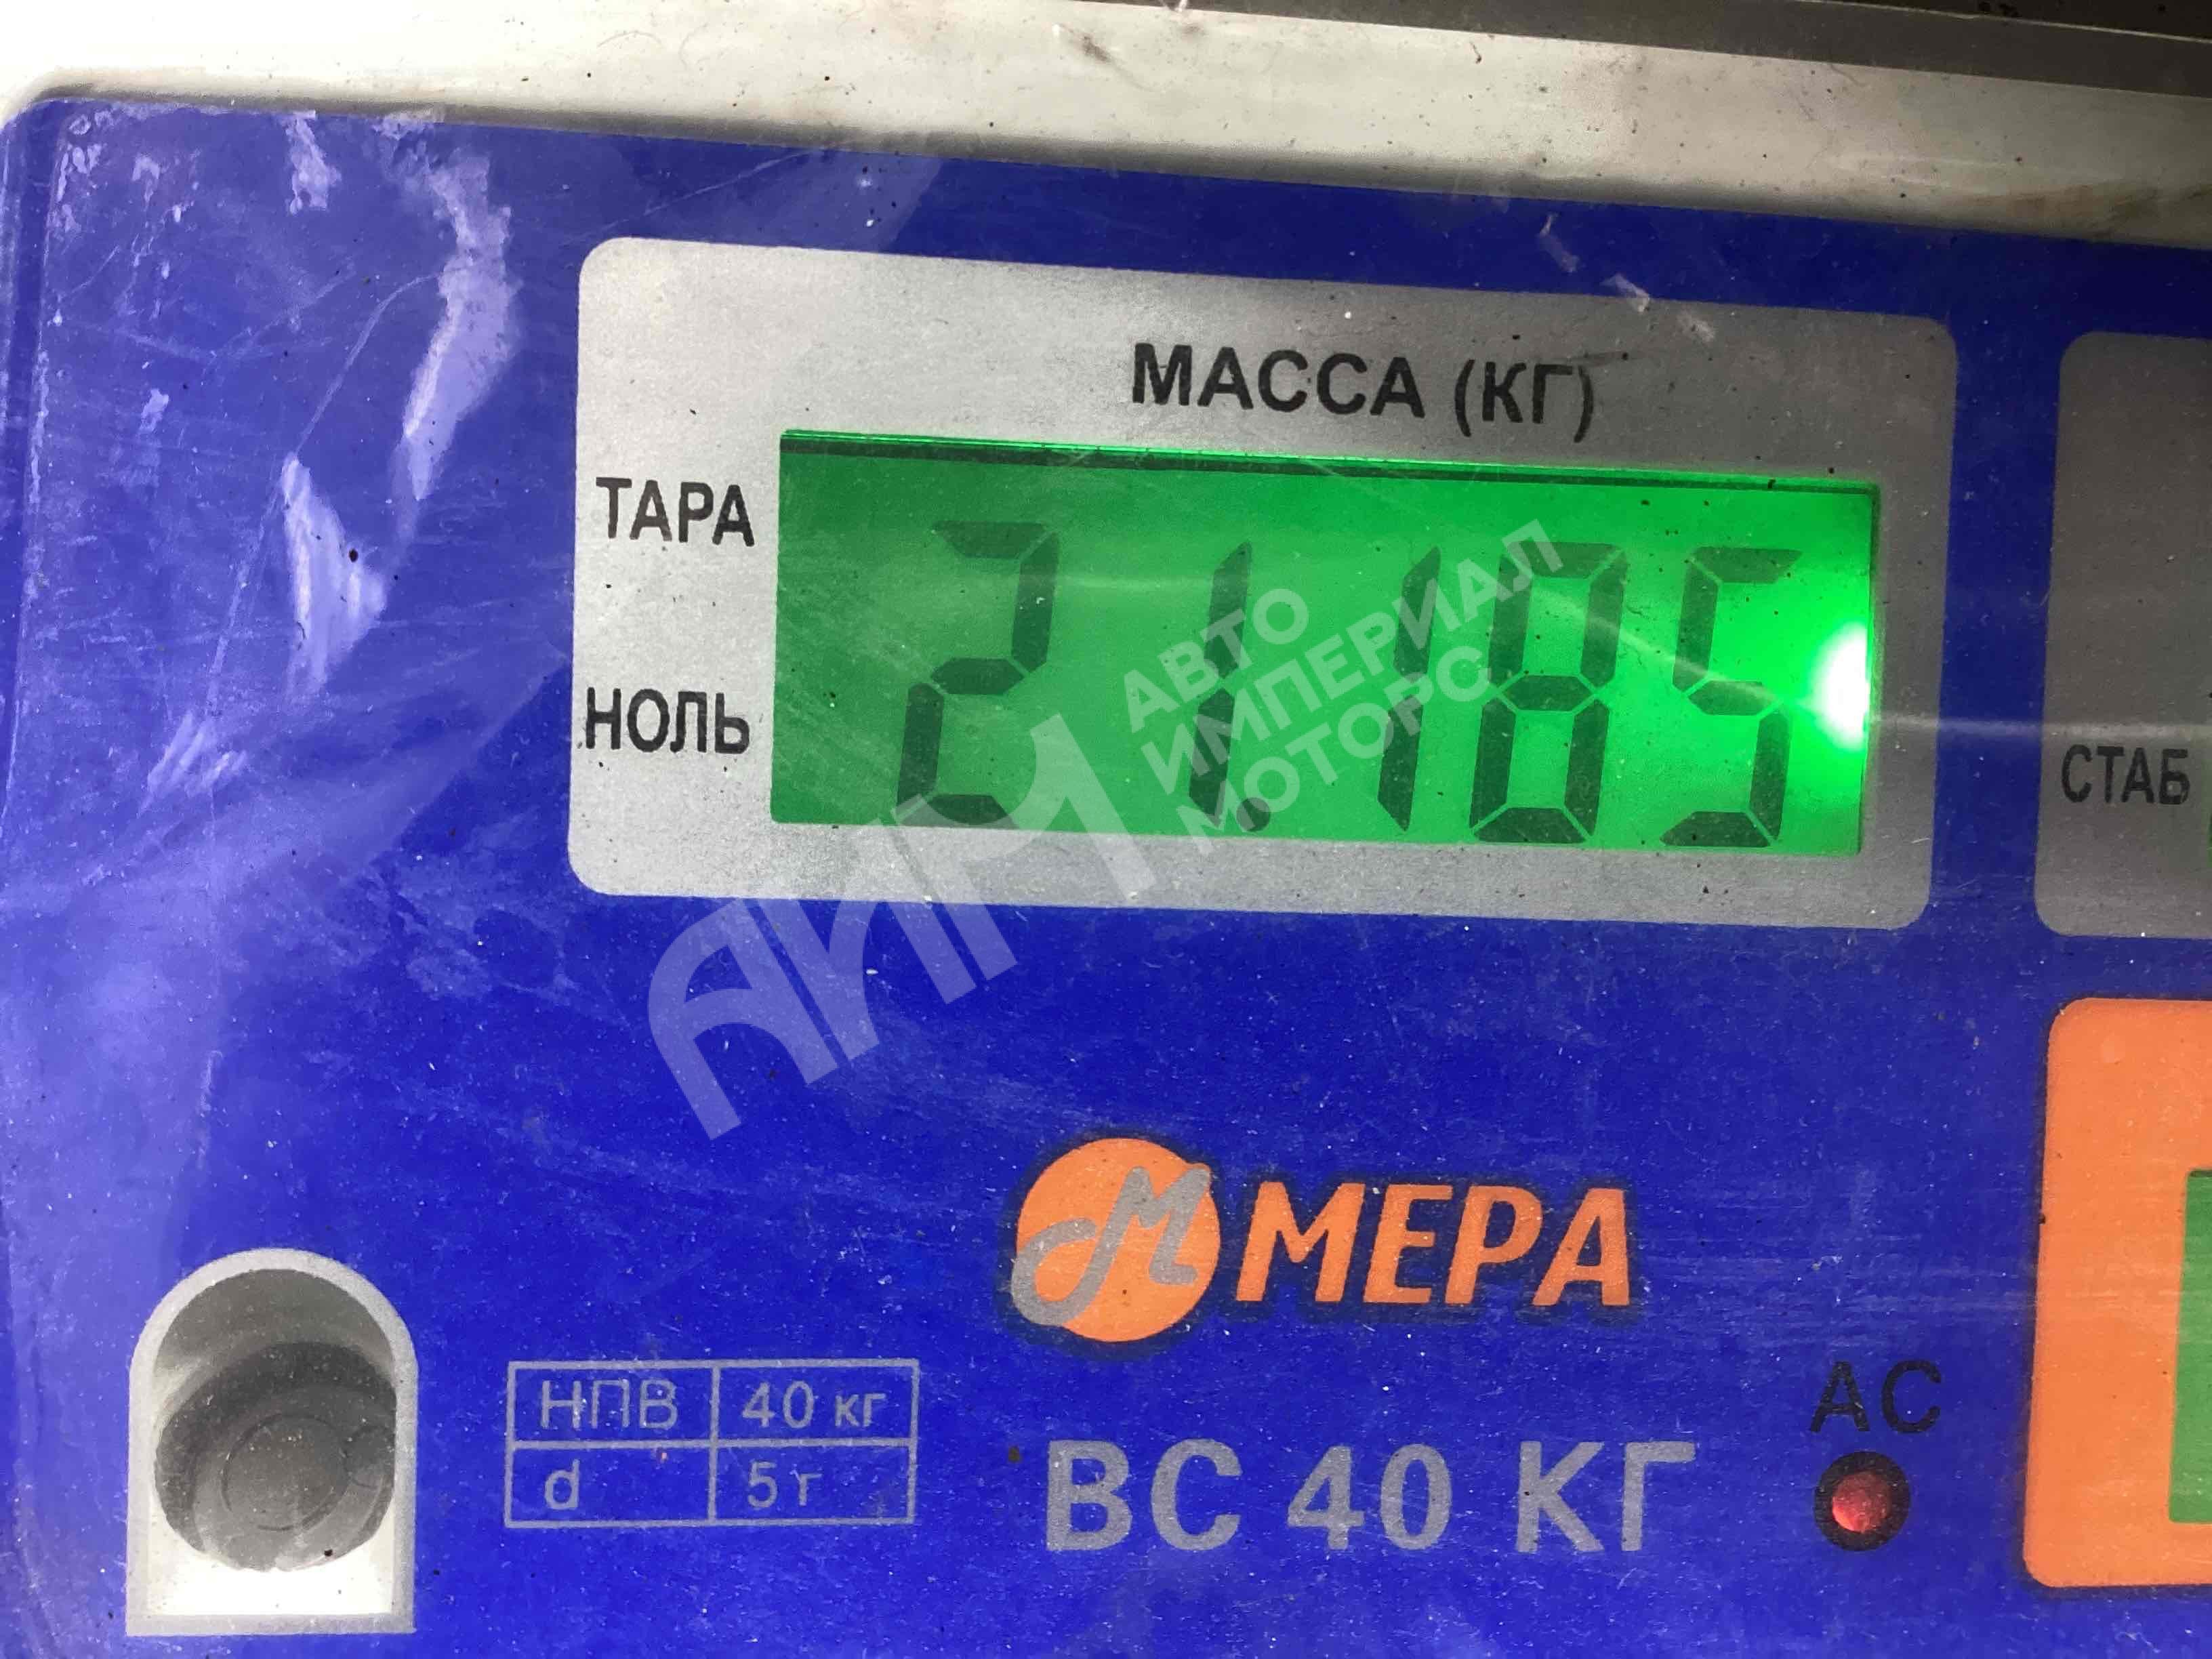 МАССА (КГ)
ТАРА
21.185
НОЛЬ
СТАБ
АИМ
АВТО
ИМПЕРИАЛ
МОТОРС
М МЕРА
АС
НПВ 40 кг
d 5 г
ВС 40 КГ